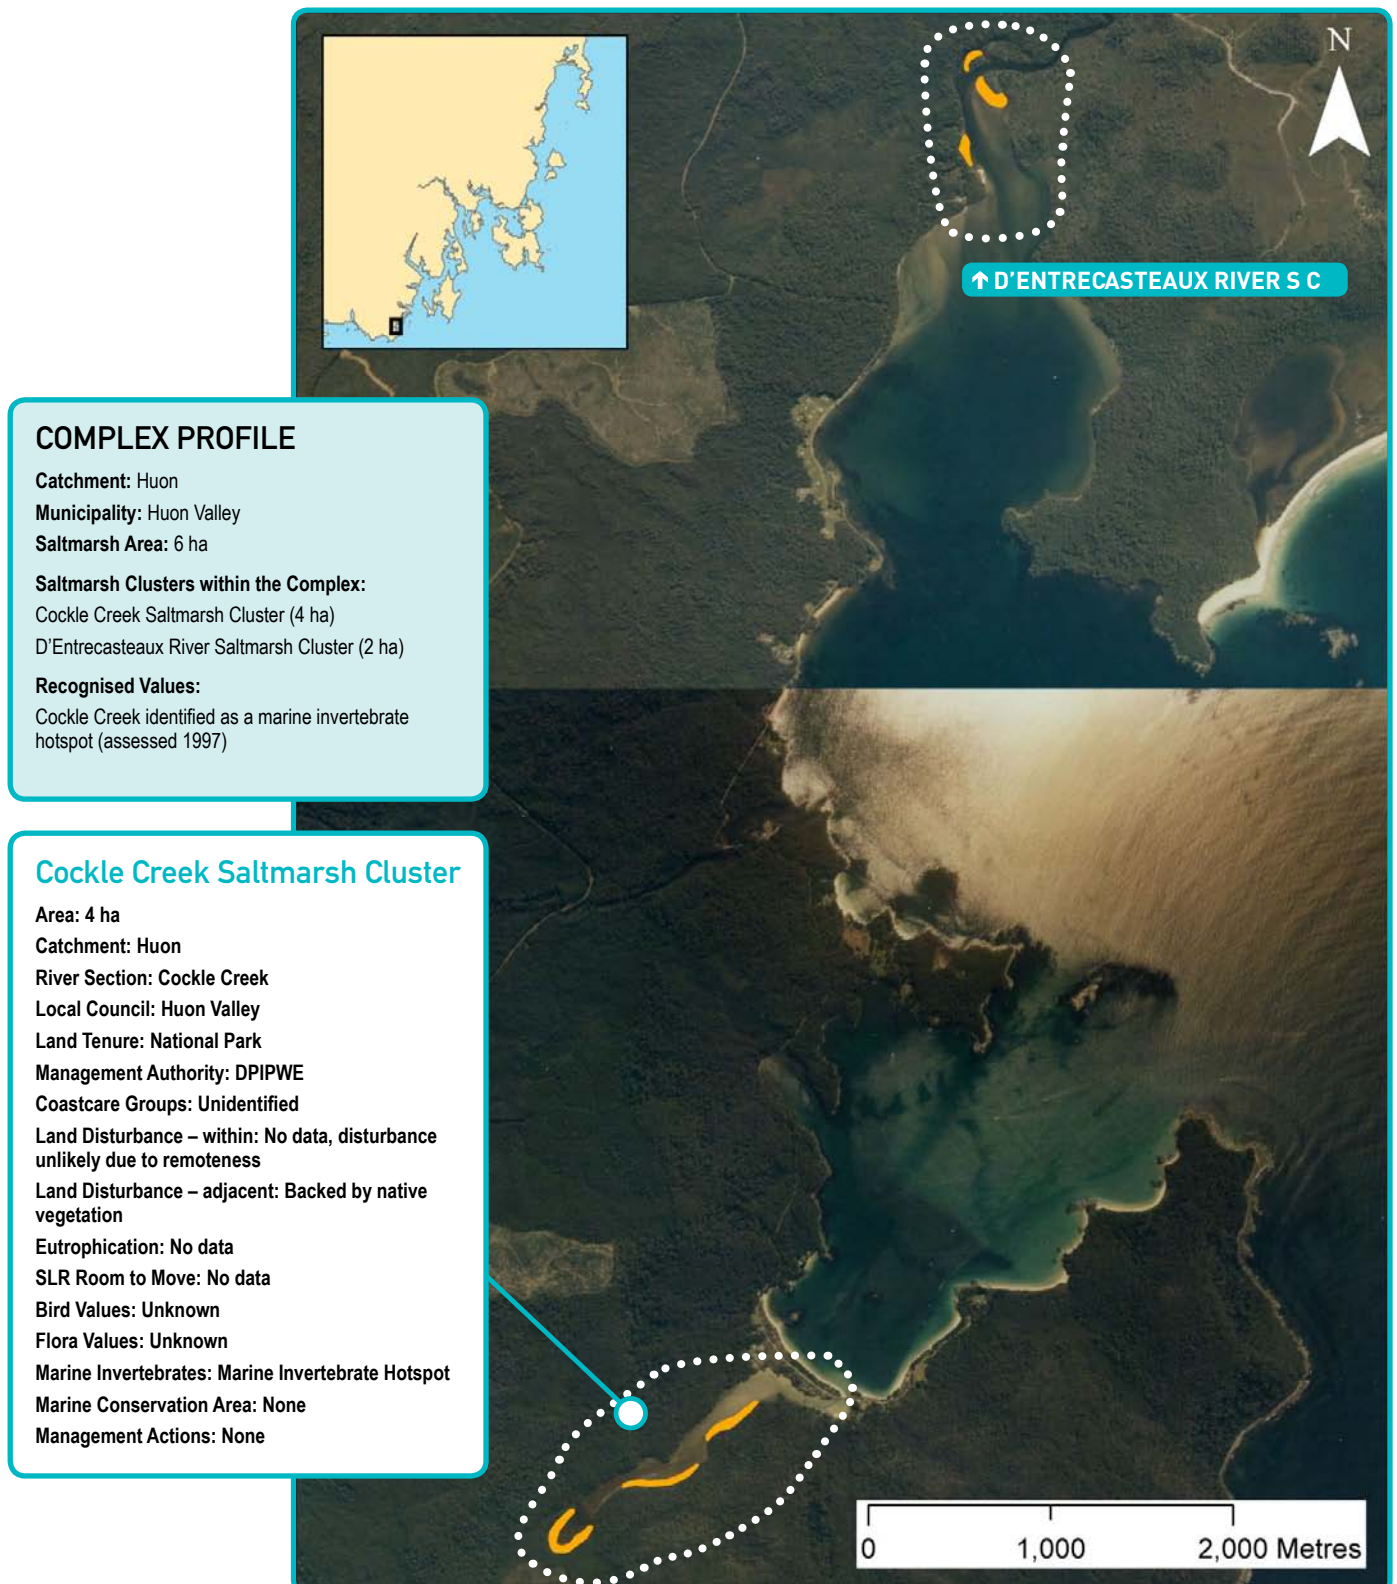 N
↑ D'ENTRECASTEAUX RIVER S C
COMPLEX PROFILE
Catchment: Huon
Municipality: Huon Valley
Saltmarsh Area: 6 ha
Saltmarsh Clusters within the Complex:
Cockle Creek Saltmarsh Cluster (4 ha)
D'Entrecasteaux River Saltmarsh Cluster (2 ha)
Recognised Values:
Cockle Creek identified as a marine invertebrate
hotspot (assessed 1997)
Cockle Creek Saltmarsh Cluster
Area: 4 ha
Catchment: Huon
River Section: Cockle Creek
Local Council: Huon Valley
Land Tenure: National Park
Management Authority: DPIPWE
Coastcare Groups: Unidentified
Land Disturbance – within: No data, disturbance
unlikely due to remoteness
Land Disturbance – adjacent: Backed by native
vegetation
Eutrophication: No data
SLR Room to Move: No data
Bird Values: Unknown
Flora Values: Unknown
Marine Invertebrates: Marine Invertebrate Hotspot
Marine Conservation Area: None
Management Actions: None
0 1,000 2,000 Metres